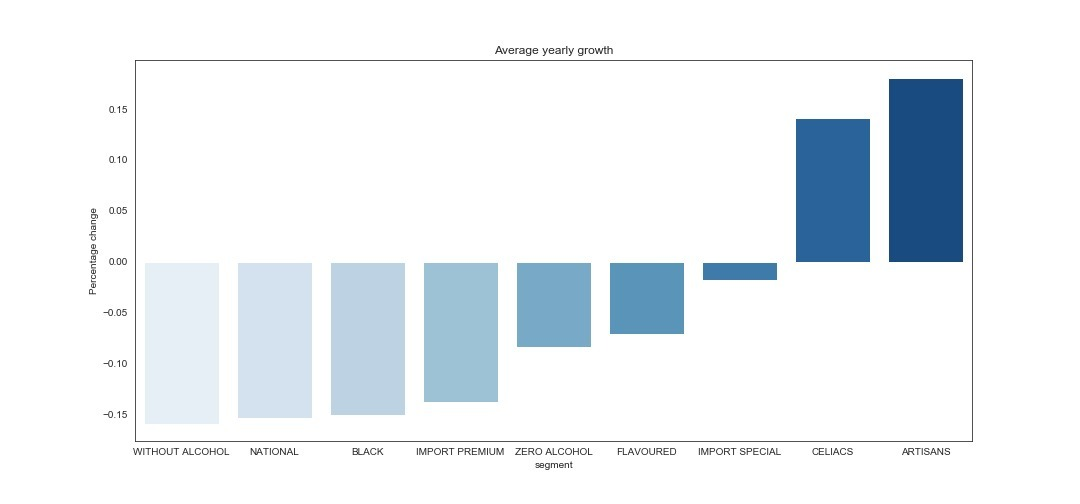 Average yearly growth
Percentage change
0.15
0.10
0.05
0.00
−0.05
−0.10
−0.15
WITHOUT ALCOHOL NATIONAL BLACK IMPORT PREMIUM ZERO ALCOHOL FLAVOURED IMPORT SPECIAL CELIACS ARTISANS
segment